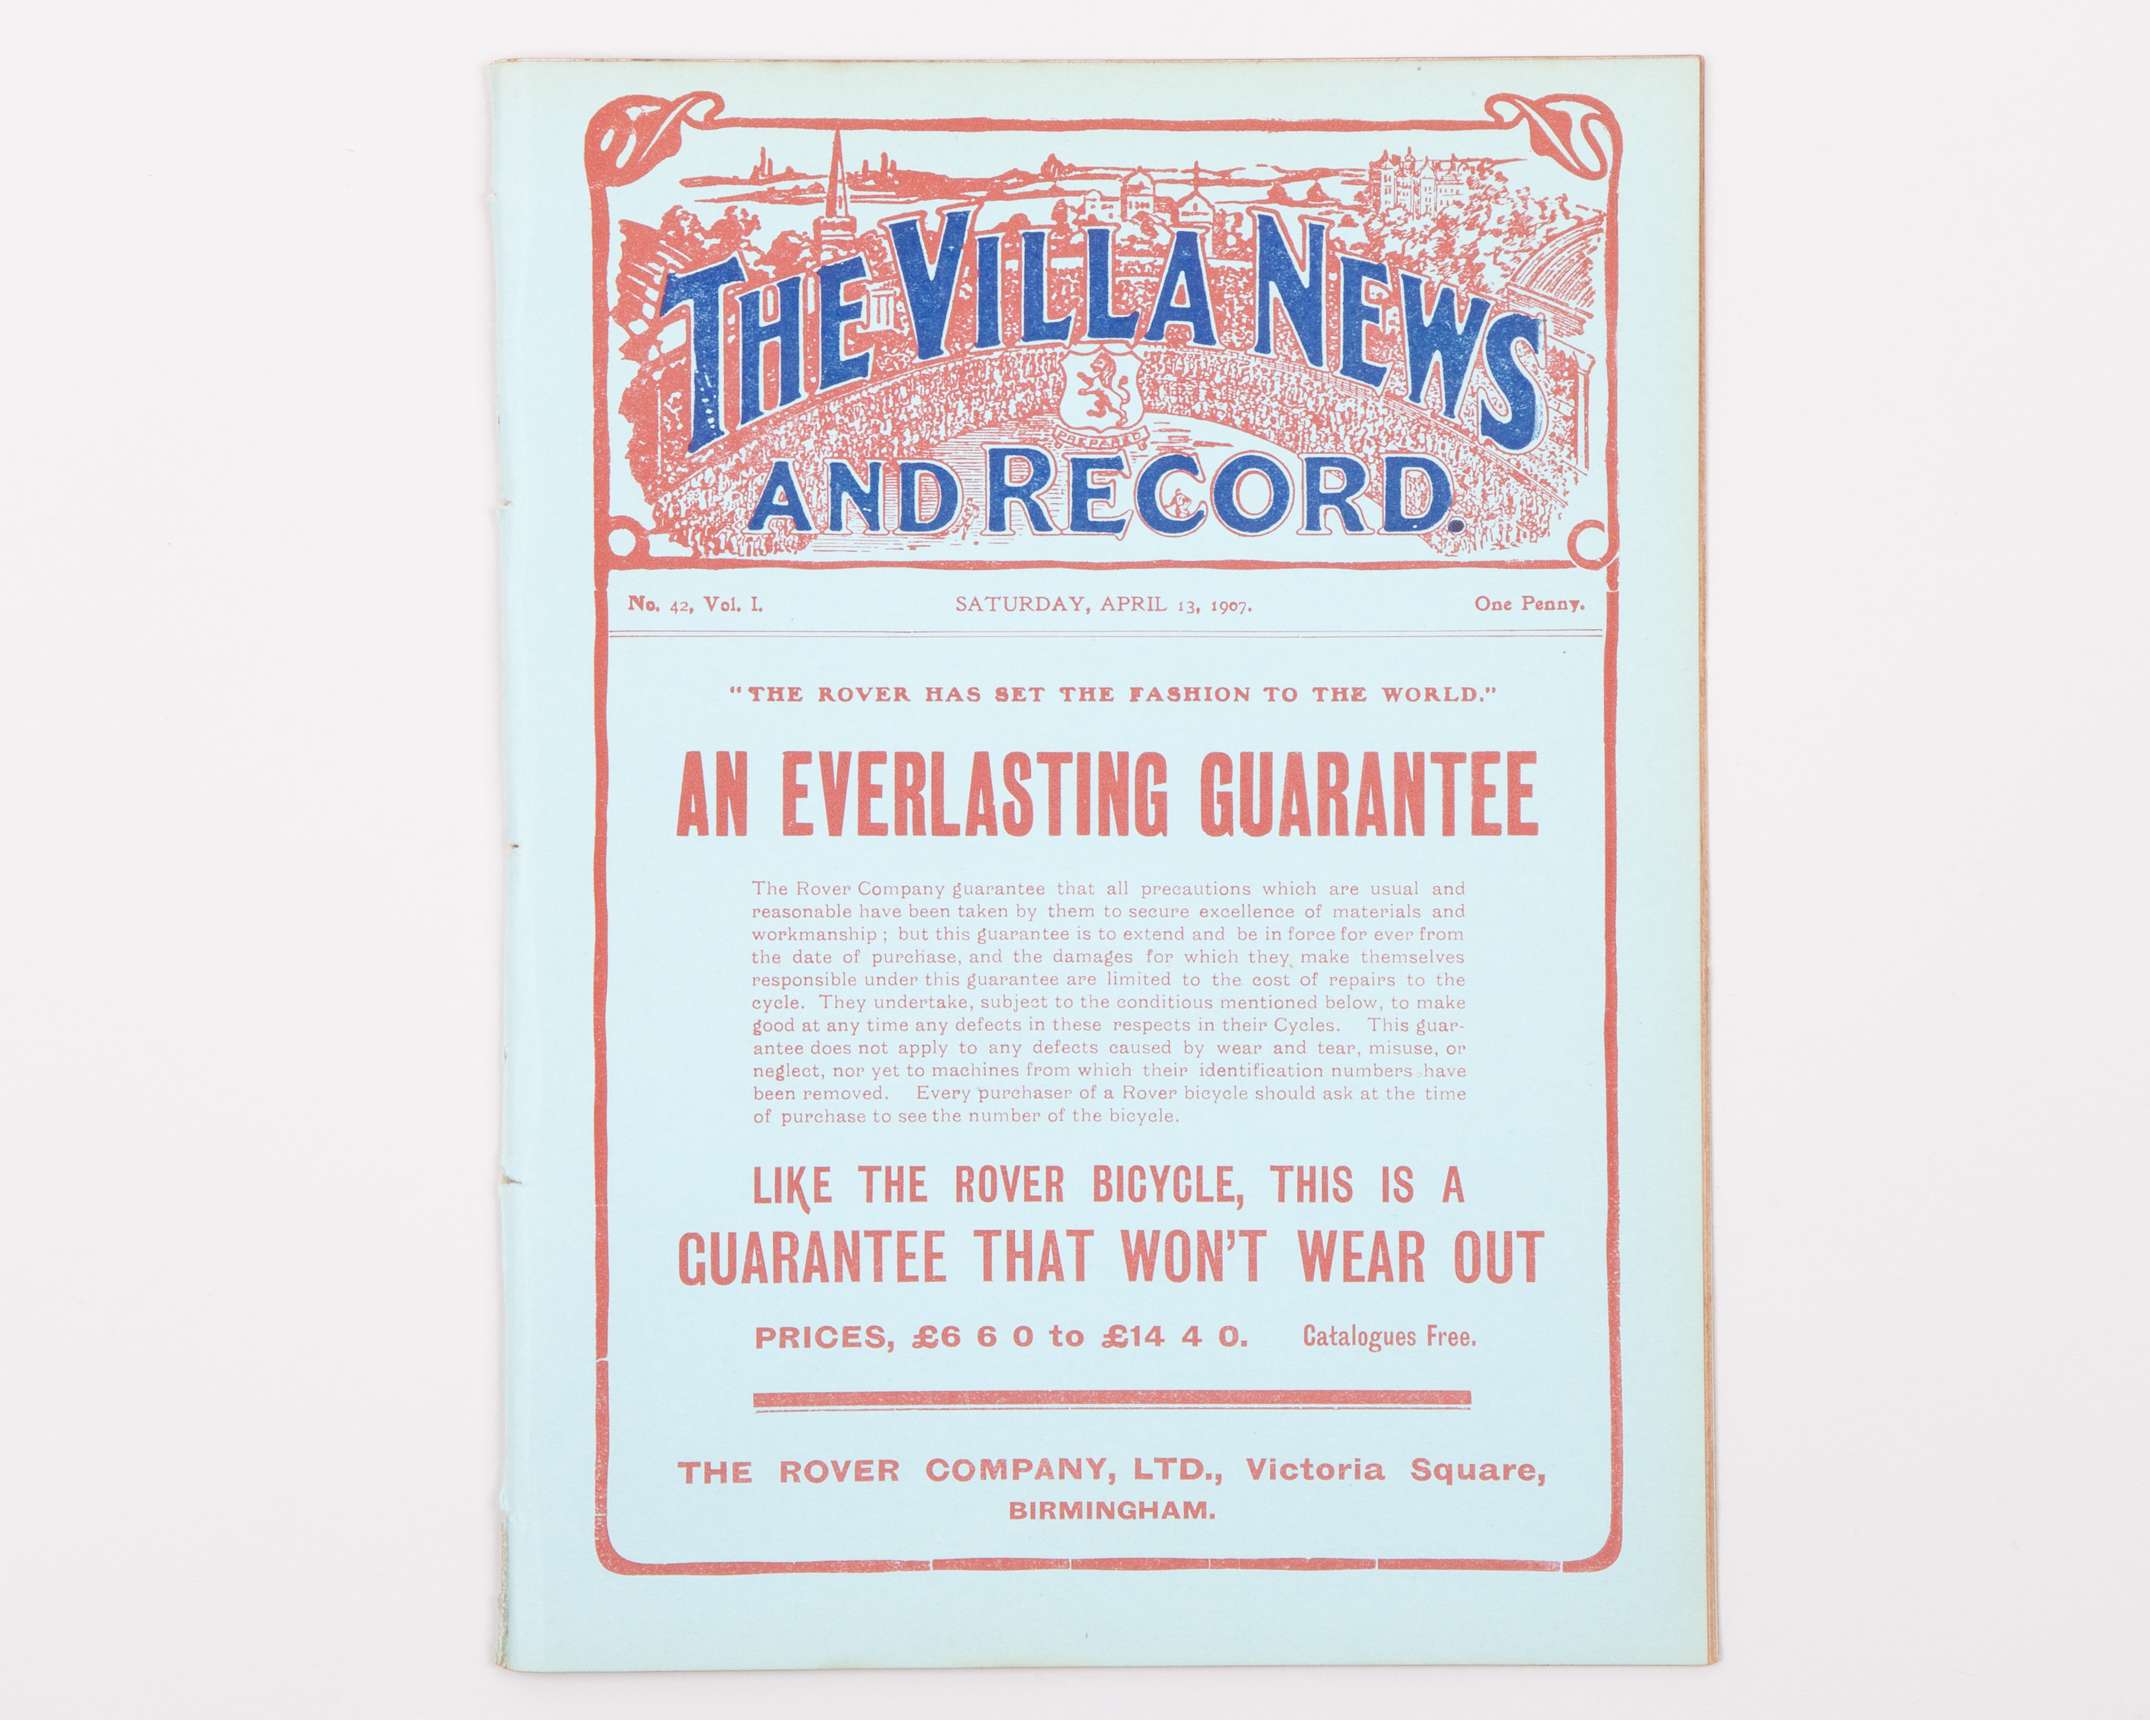 THE VILLA NEWS
PREPARED
AND RECORD.
No. 42, Vol. I. SATURDAY, APRIL 13, 1907. One Penny.
"THE ROVER HAS SET THE FASHION TO THE WORLD."
AN EVERLASTING GUARANTEE
The Rover Company guarantee that all precautions which are usual and
reasonable have been taken by them to secure excellence of materials and
workmanship; but this guarantee is to extend and be in force for ever from
the date of purchase, and the damages for which they make themselves
responsible under this guarantee are limited to the cost of repairs to the
cycle. They undertake, subject to the conditious mentioned below, to make
good at any time any defects in these respects in their Cycles. This guar-
antee does not apply to any defects caused by wear and tear, misuse, or
neglect, nor yet to machines from which their identification numbers have
been removed. Every purchaser of a Rover bicycle should ask at the time
of purchase to see the number of the bicycle.
LIKE THE ROVER BICYCLE, THIS IS A
GUARANTEE THAT WON'T WEAR OUT
PRICES, £6 6 0 to £14 4 0. Catalogues Free.
THE ROVER COMPANY, LTD., Victoria Square,
BIRMINGHAM.